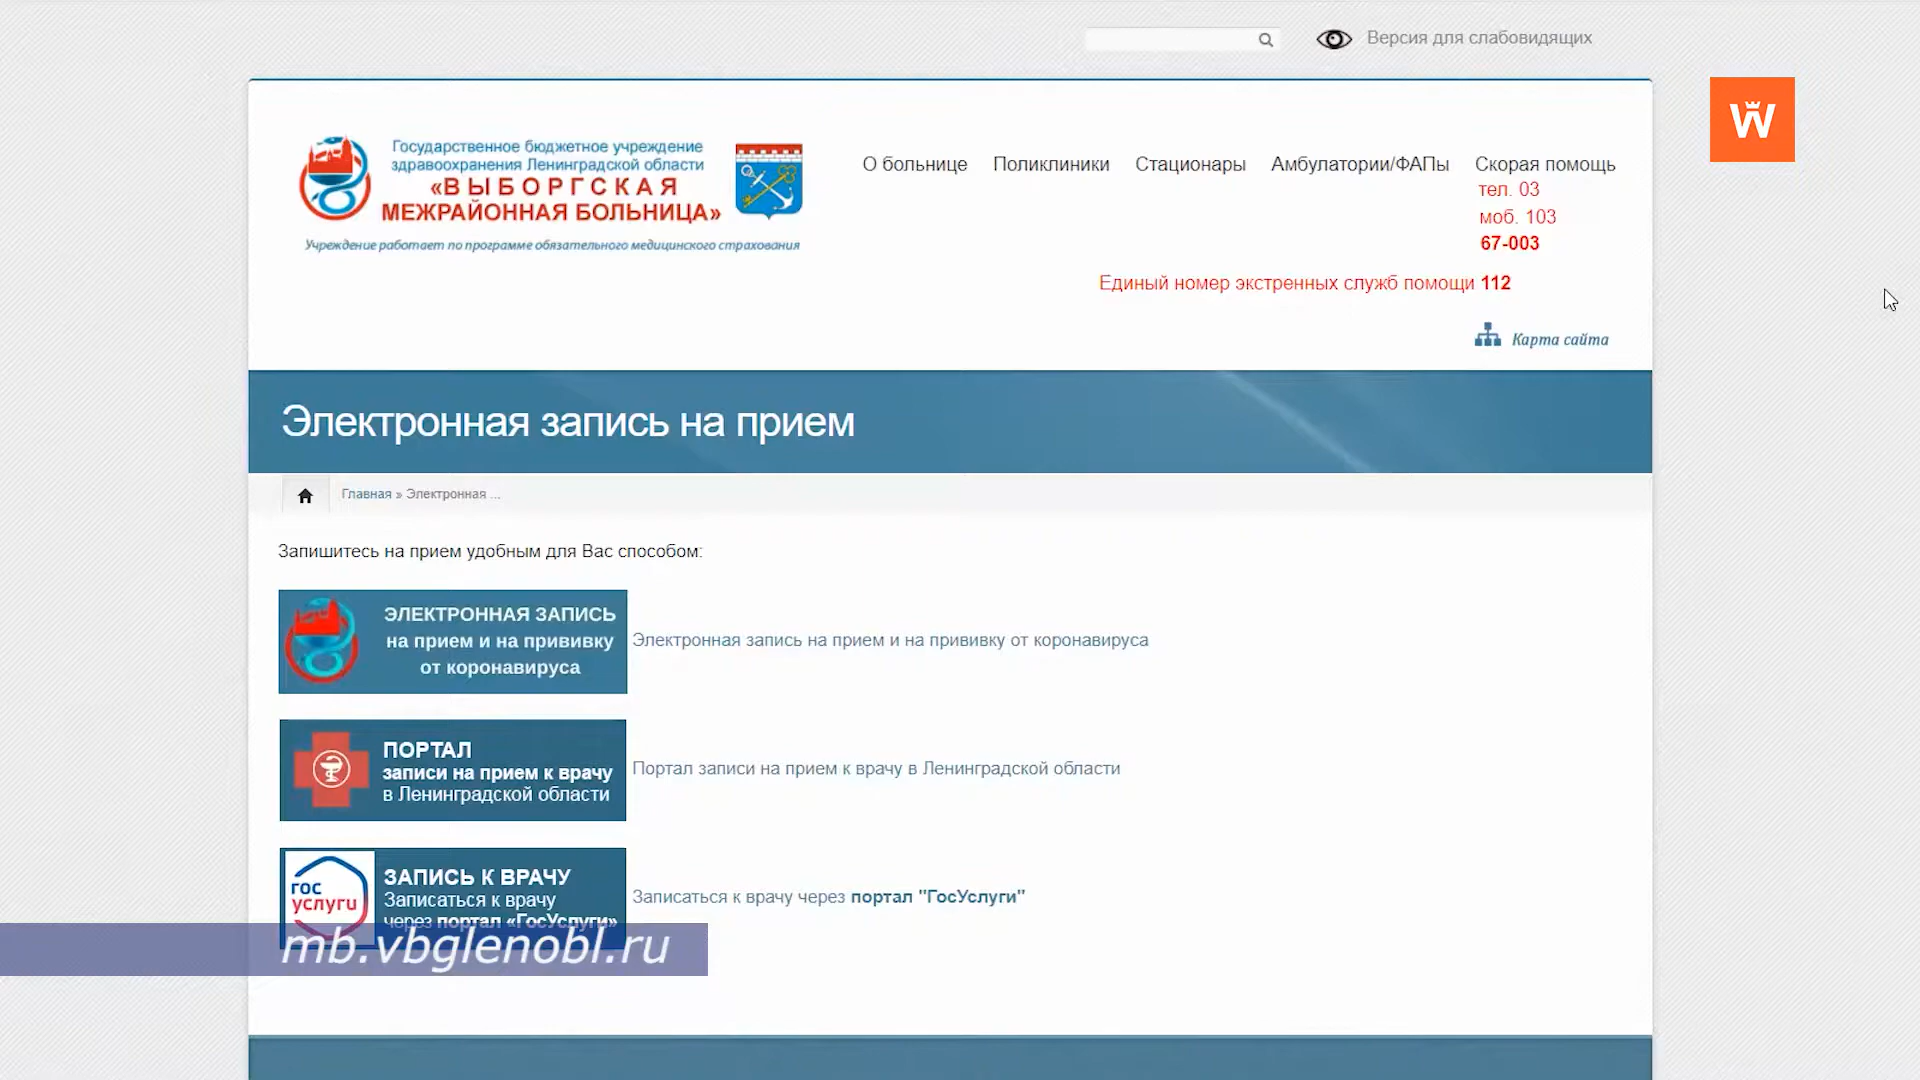 Версия для слабовидящих
W
Государственное бюджетное учреждение
здравоохранения Ленинградской области
«ВЫБОРГСКАЯ
МЕЖРАЙОННАЯ БОЛЬНИЦА»
Учреждение работает по программе обязательного медицинского страхования
О больнице Поликлиники Стационары Амбулатории/ФАПы Скорая помощь
тел. 03
моб. 103
67-003
Единый номер экстренных служб помощи 112
Карта сайта
Электронная запись на прием
Главная » Электронная ...
Запишитесь на прием удобным для Вас способом:
ЭЛЕКТРОННАЯ ЗАПИСЬ
на прием и на прививку
от коронавируса
Электронная запись на прием и на прививку от коронавируса
ПОРТАЛ
записи на прием к врачу
в Ленинградской области
Портал записи на прием к врачу в Ленинградской области
гос
услуги
ЗАПИСЬ К ВРАЧУ
Записаться к врачу
через портал «ГосУслуги»
Записаться к врачу через портал "ГосУслуги"
mb.vbglenobl.ru